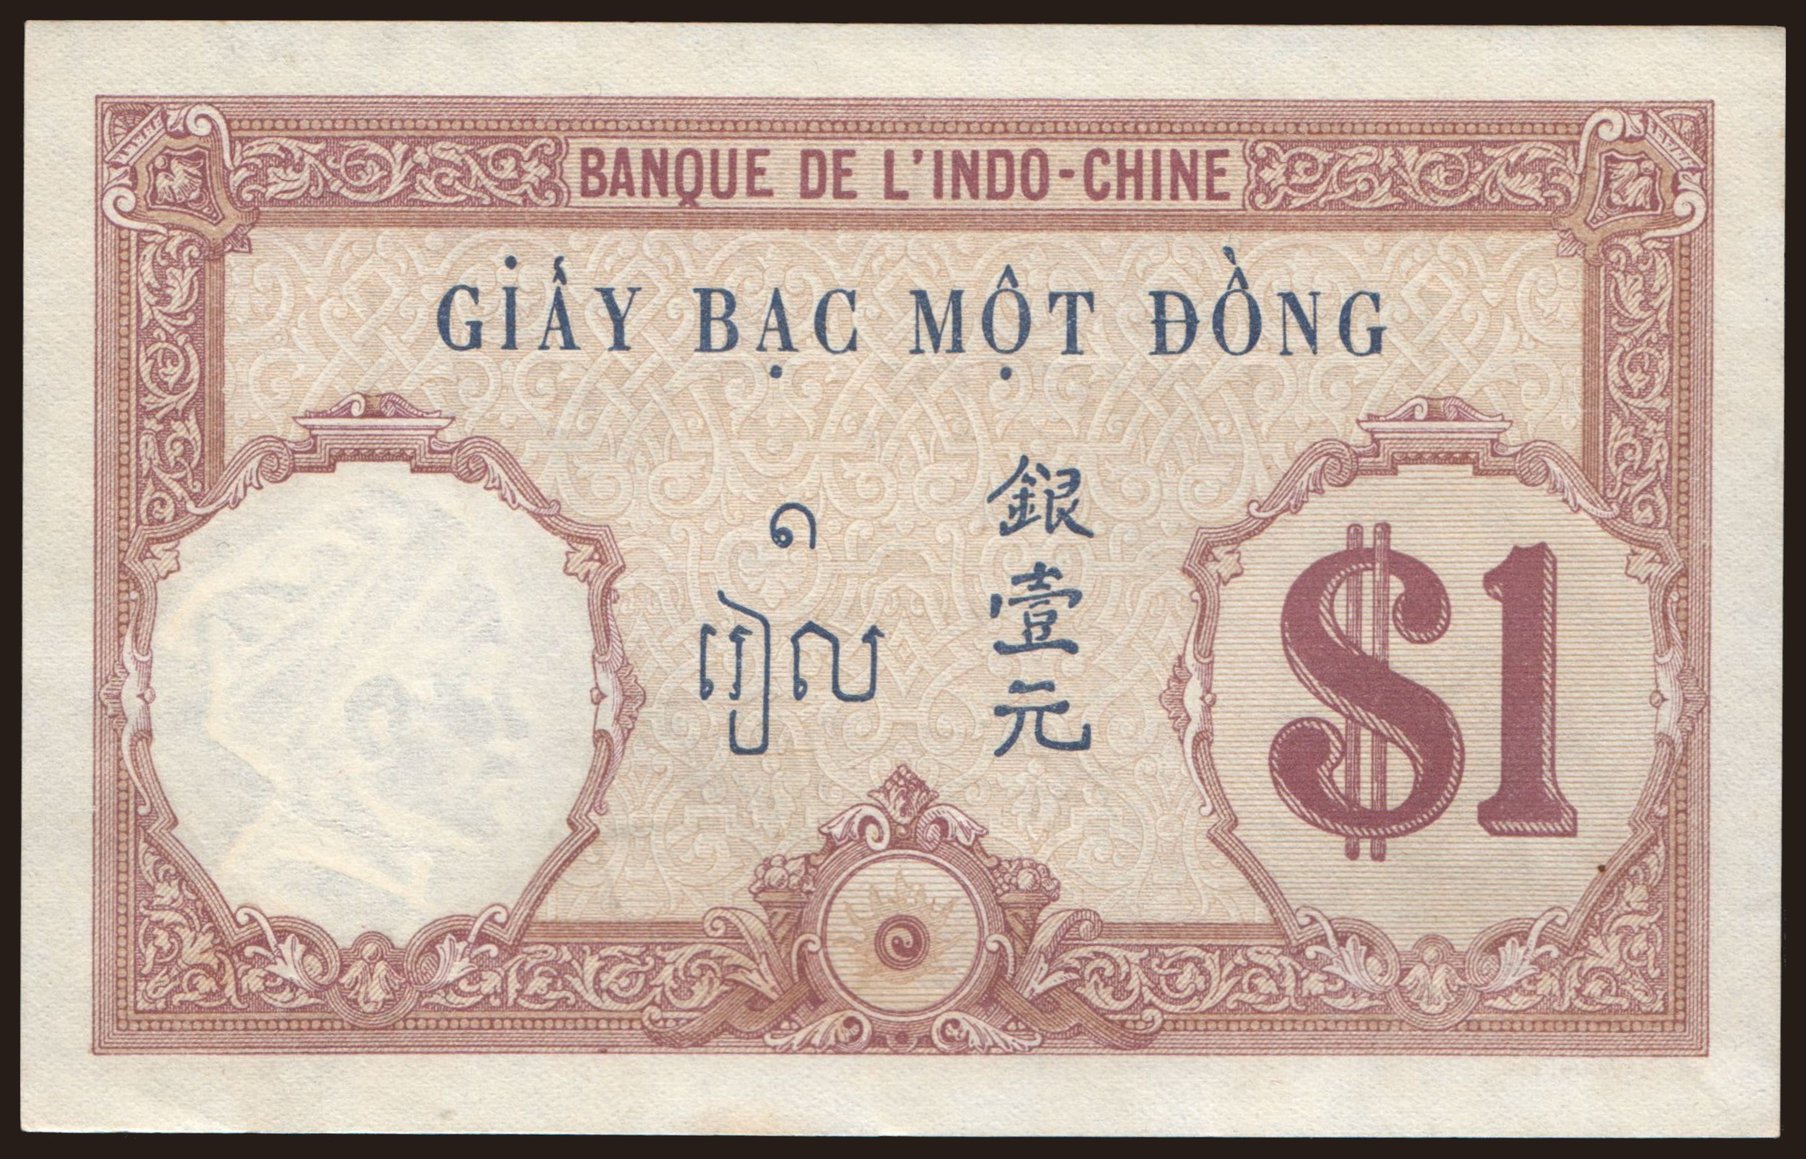 BANQUE DE L'INDO-CHINE
GIẤY BẠC MỘT ĐỒNG
១
រៀល
銀壹元
$1